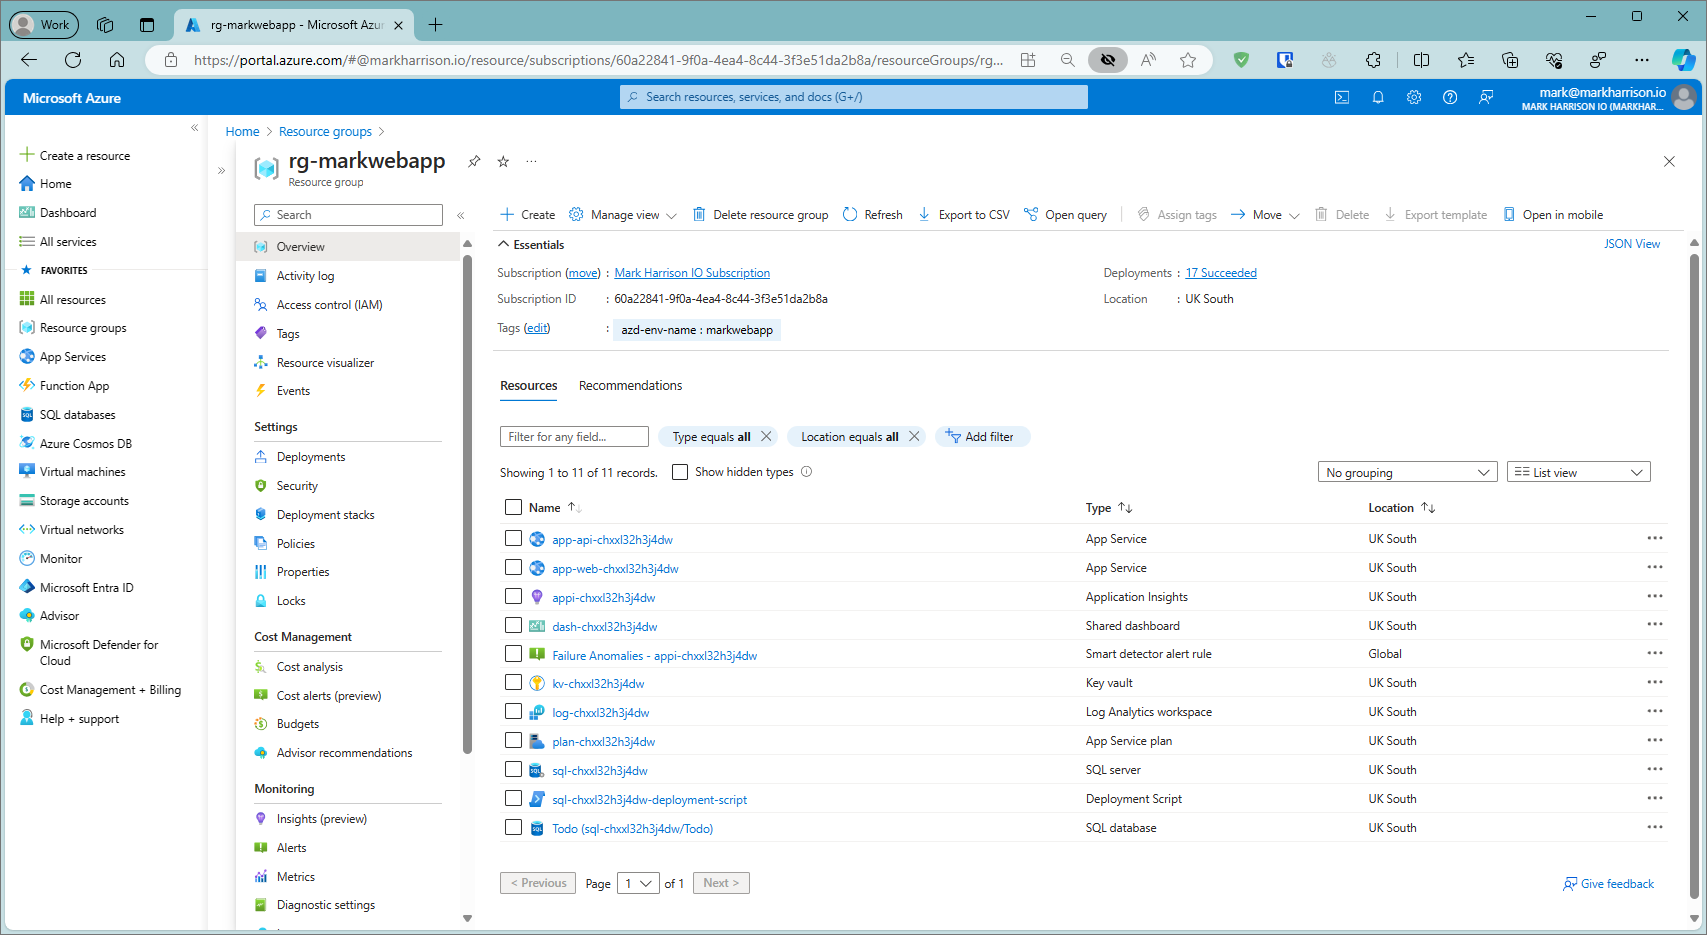 Work
rg-markwebapp - Microsoft Azur
https://portal.azure.com/#@markharrison.io/resource/subscriptions/60a22841-9f0a-4ea4-8c44-3f3e51da2b8a/resourceGroups/rg...
Microsoft Azure
Search resources, services, and docs (G+/)
mark@markharrison.io
MARK HARRISON IO (MARKHAR...
Create a resource
Home
Dashboard
All services
FAVORITES
All resources
Resource groups
App Services
Function App
SQL databases
Azure Cosmos DB
Virtual machines
Storage accounts
Virtual networks
Monitor
Microsoft Entra ID
Advisor
Microsoft Defender for
Cloud
Cost Management + Billing
Help + support
Home > Resource groups >
rg-markwebapp
Resource group
Search
Overview
Activity log
Access control (IAM)
Tags
Resource visualizer
Events
Settings
Deployments
Security
Deployment stacks
Policies
Properties
Locks
Cost Management
Cost analysis
Cost alerts (preview)
Budgets
Advisor recommendations
Monitoring
Insights (preview)
Alerts
Metrics
Diagnostic settings
Create Manage view Delete resource group Refresh Export to CSV Open query Assign tags Move Delete Export template Open in mobile
Essentials
JSON View
Subscription (move) : Mark Harrison IO Subscription
Deployments : 17 Succeeded
Subscription ID : 60a22841-9f0a-4ea4-8c44-3f3e51da2b8a
Location : UK South
Tags (edit) : azd-env-name : markwebapp
Resources Recommendations
Filter for any field... Type equals all Location equals all Add filter
Showing 1 to 11 of 11 records. Show hidden types
No grouping List view
Name Type Location
app-api-chxxl32h3j4dw App Service UK South
app-web-chxxl32h3j4dw App Service UK South
appi-chxxl32h3j4dw Application Insights UK South
dash-chxxl32h3j4dw Shared dashboard UK South
Failure Anomalies - appi-chxxl32h3j4dw Smart detector alert rule Global
kv-chxxl32h3j4dw Key vault UK South
log-chxxl32h3j4dw Log Analytics workspace UK South
plan-chxxl32h3j4dw App Service plan UK South
sql-chxxl32h3j4dw SQL server UK South
sql-chxxl32h3j4dw-deployment-script Deployment Script UK South
Todo (sql-chxxl32h3j4dw/Todo) SQL database UK South
< Previous Page 1 of 1 Next >
Give feedback